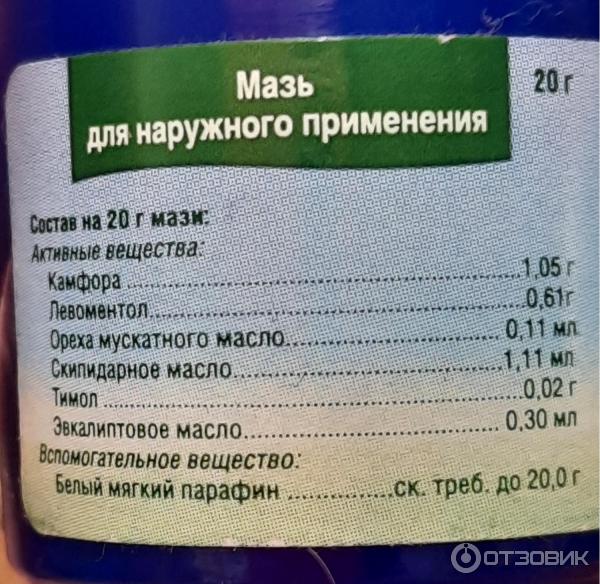 Мазь
для наружного применения
20 г
Состав на 20 г мази:
Активные вещества:
Камфора ........................................................1,05 г
Левоментол.....................................................0,61г
Ореха мускатного масло................................0,11 мл
Скипидарное масло........................................1,11 мл
Тимол..............................................................0,02 г
Эвкалиптовое масло.......................................0,30 мл
Вспомогательное вещество:
Белый мягкий парафин ...............ск. треб. до 20,0 г
ОТЗОВИК